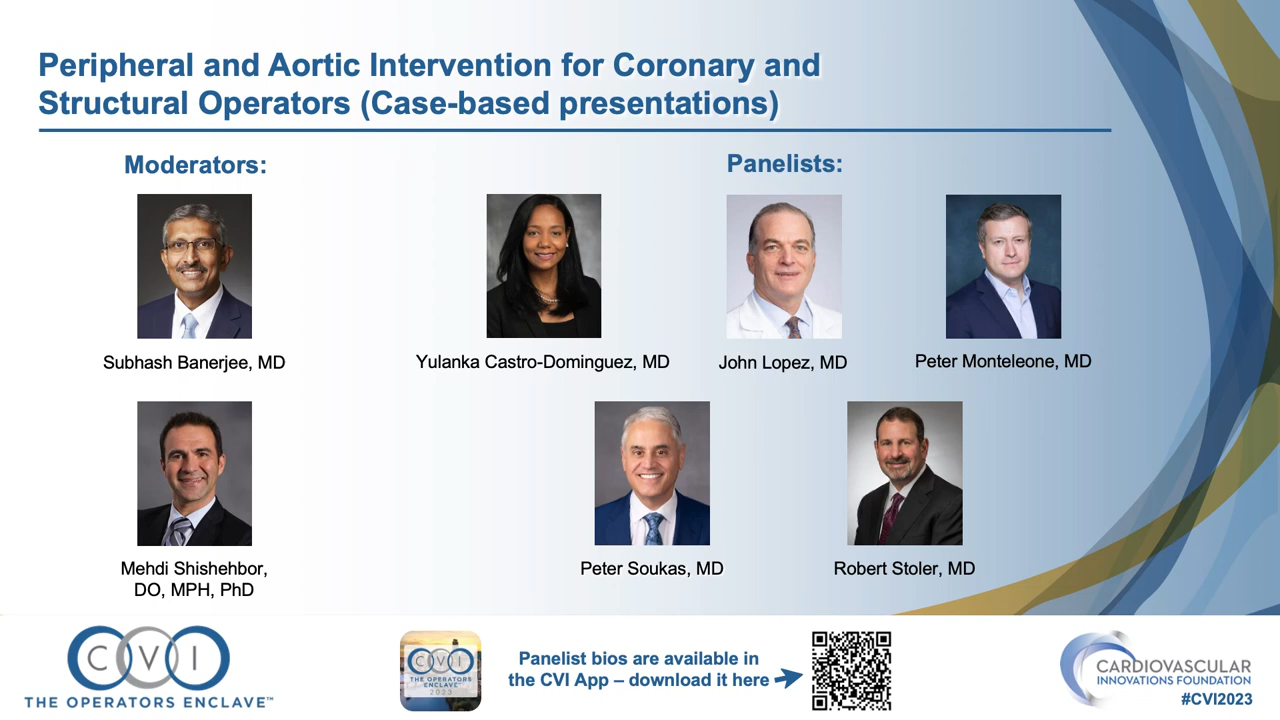 Peripheral and Aortic Intervention for Coronary and
Structural Operators (Case-based presentations)
Moderators:
Panelists:
Subhash Banerjee, MD
Yulanka Castro-Dominguez, MD
John Lopez, MD
Peter Monteleone, MD
Mehdi Shishehbor,
DO, MPH, PhD
Peter Soukas, MD
Robert Stoler, MD
CVI
THE OPERATORS ENCLAVE™
CVI
THE OPERATORS
ENCLAVE
2023
Panelist bios are available in
the CVI App – download it here
CARDIOVASCULAR
INNOVATIONS FOUNDATION
#CVI2023